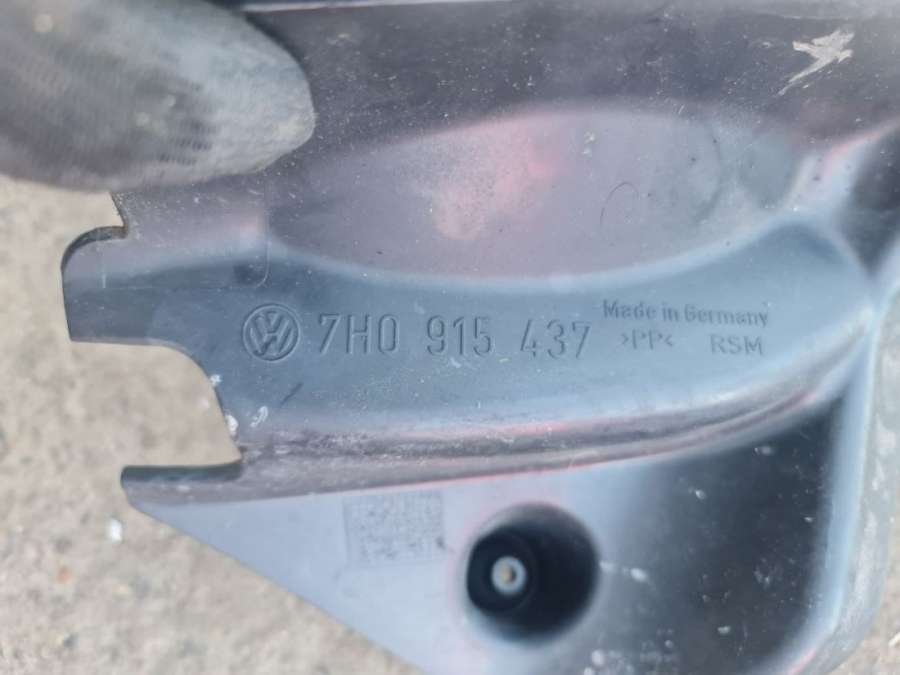 7H0 915 437
Made in Germany
>PP< RSM